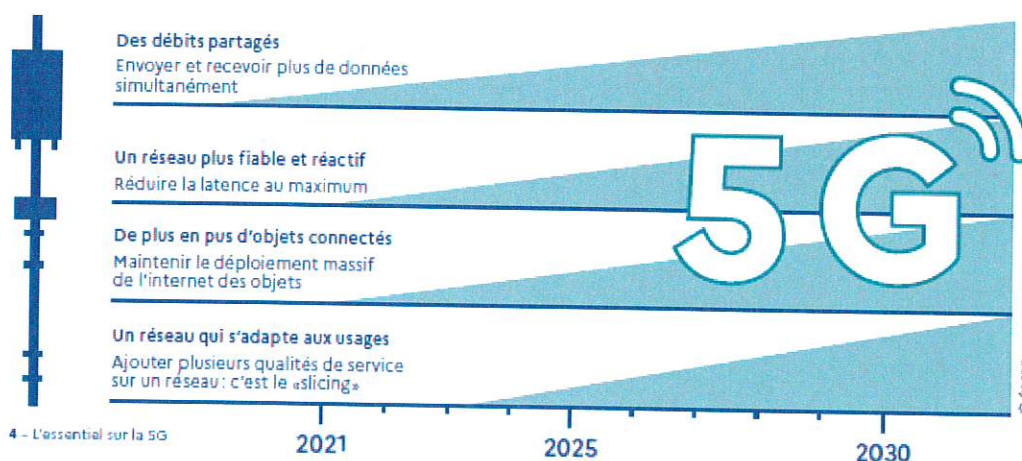 Des débits partagés
Envoyer et recevoir plus de données
simultanément
Un réseau plus fiable et réactif
Réduire la latence au maximum
De plus en pus d'objets connectés
Maintenir le déploiement massif
de l'internet des objets
Un réseau qui s'adapte aux usages
Ajouter plusieurs qualités de service
sur un réseau : c'est le «slicing»
5G
2021
2025
2030
4 – L'essentiel sur la 5G